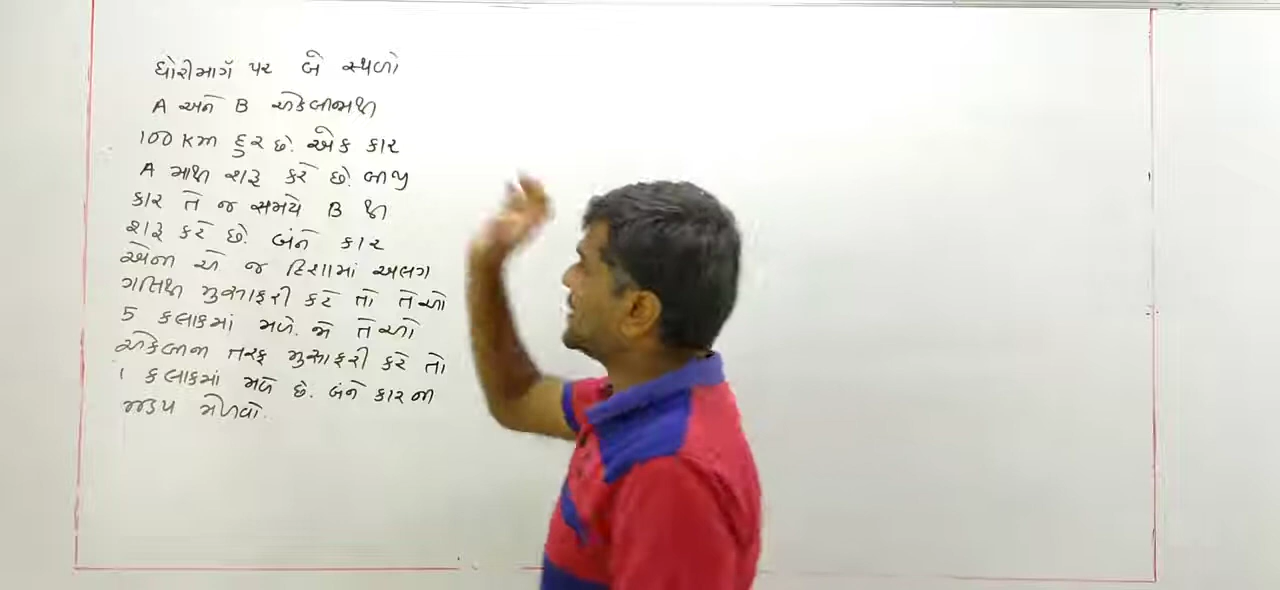 ધોરીમાર્ગ પર બે સ્થળો
A અને B એકબીજાથી
100 km દુર છે. એક કાર
A માથી શરૂ કરે છે. બીજી
કાર તે જ સમયે B થી
શરૂ કરે છે. બંને કાર
એના એ જ દિશામાં અલગ
ગતિથી મુસાફરી કરે તો તેઓ
5 કલાકમાં મળે. જો તેઓ
એકબીજા તરફ મુસાફરી કરે તો
1 કલાકમાં મળે છે. બંને કારની
ઝડપ મેળવો.